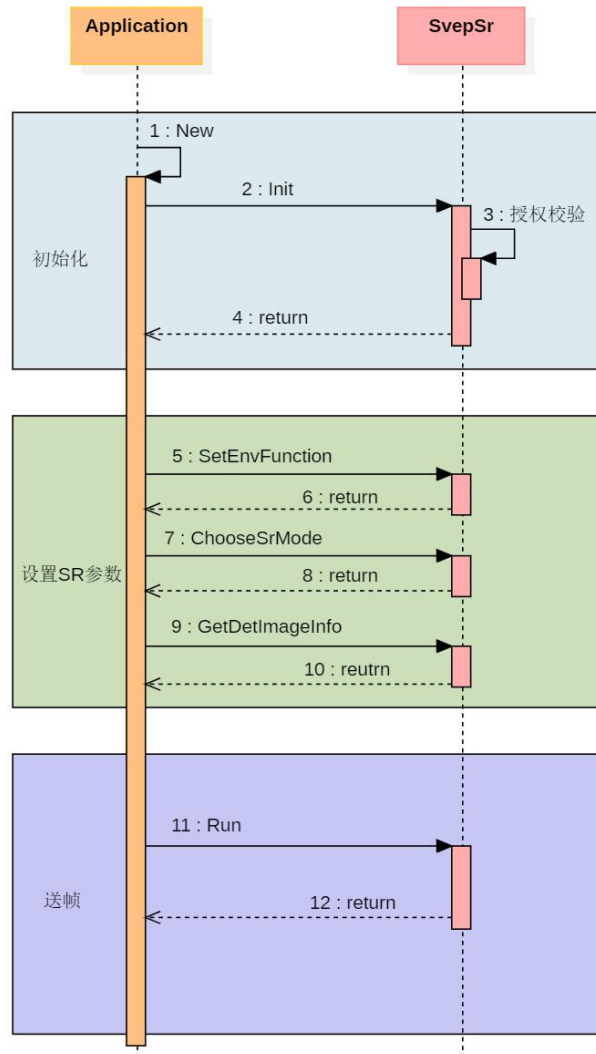 Application
SvepSr
1 : New
2 : Init
3 : 授权校验
初始化
4 : return
5 : SetEnvFunction
6 : return
7 : ChooseSrMode
设置SR参数
8 : return
9 : GetDetImageInfo
10 : reutrn
11 : Run
送帧
12 : return